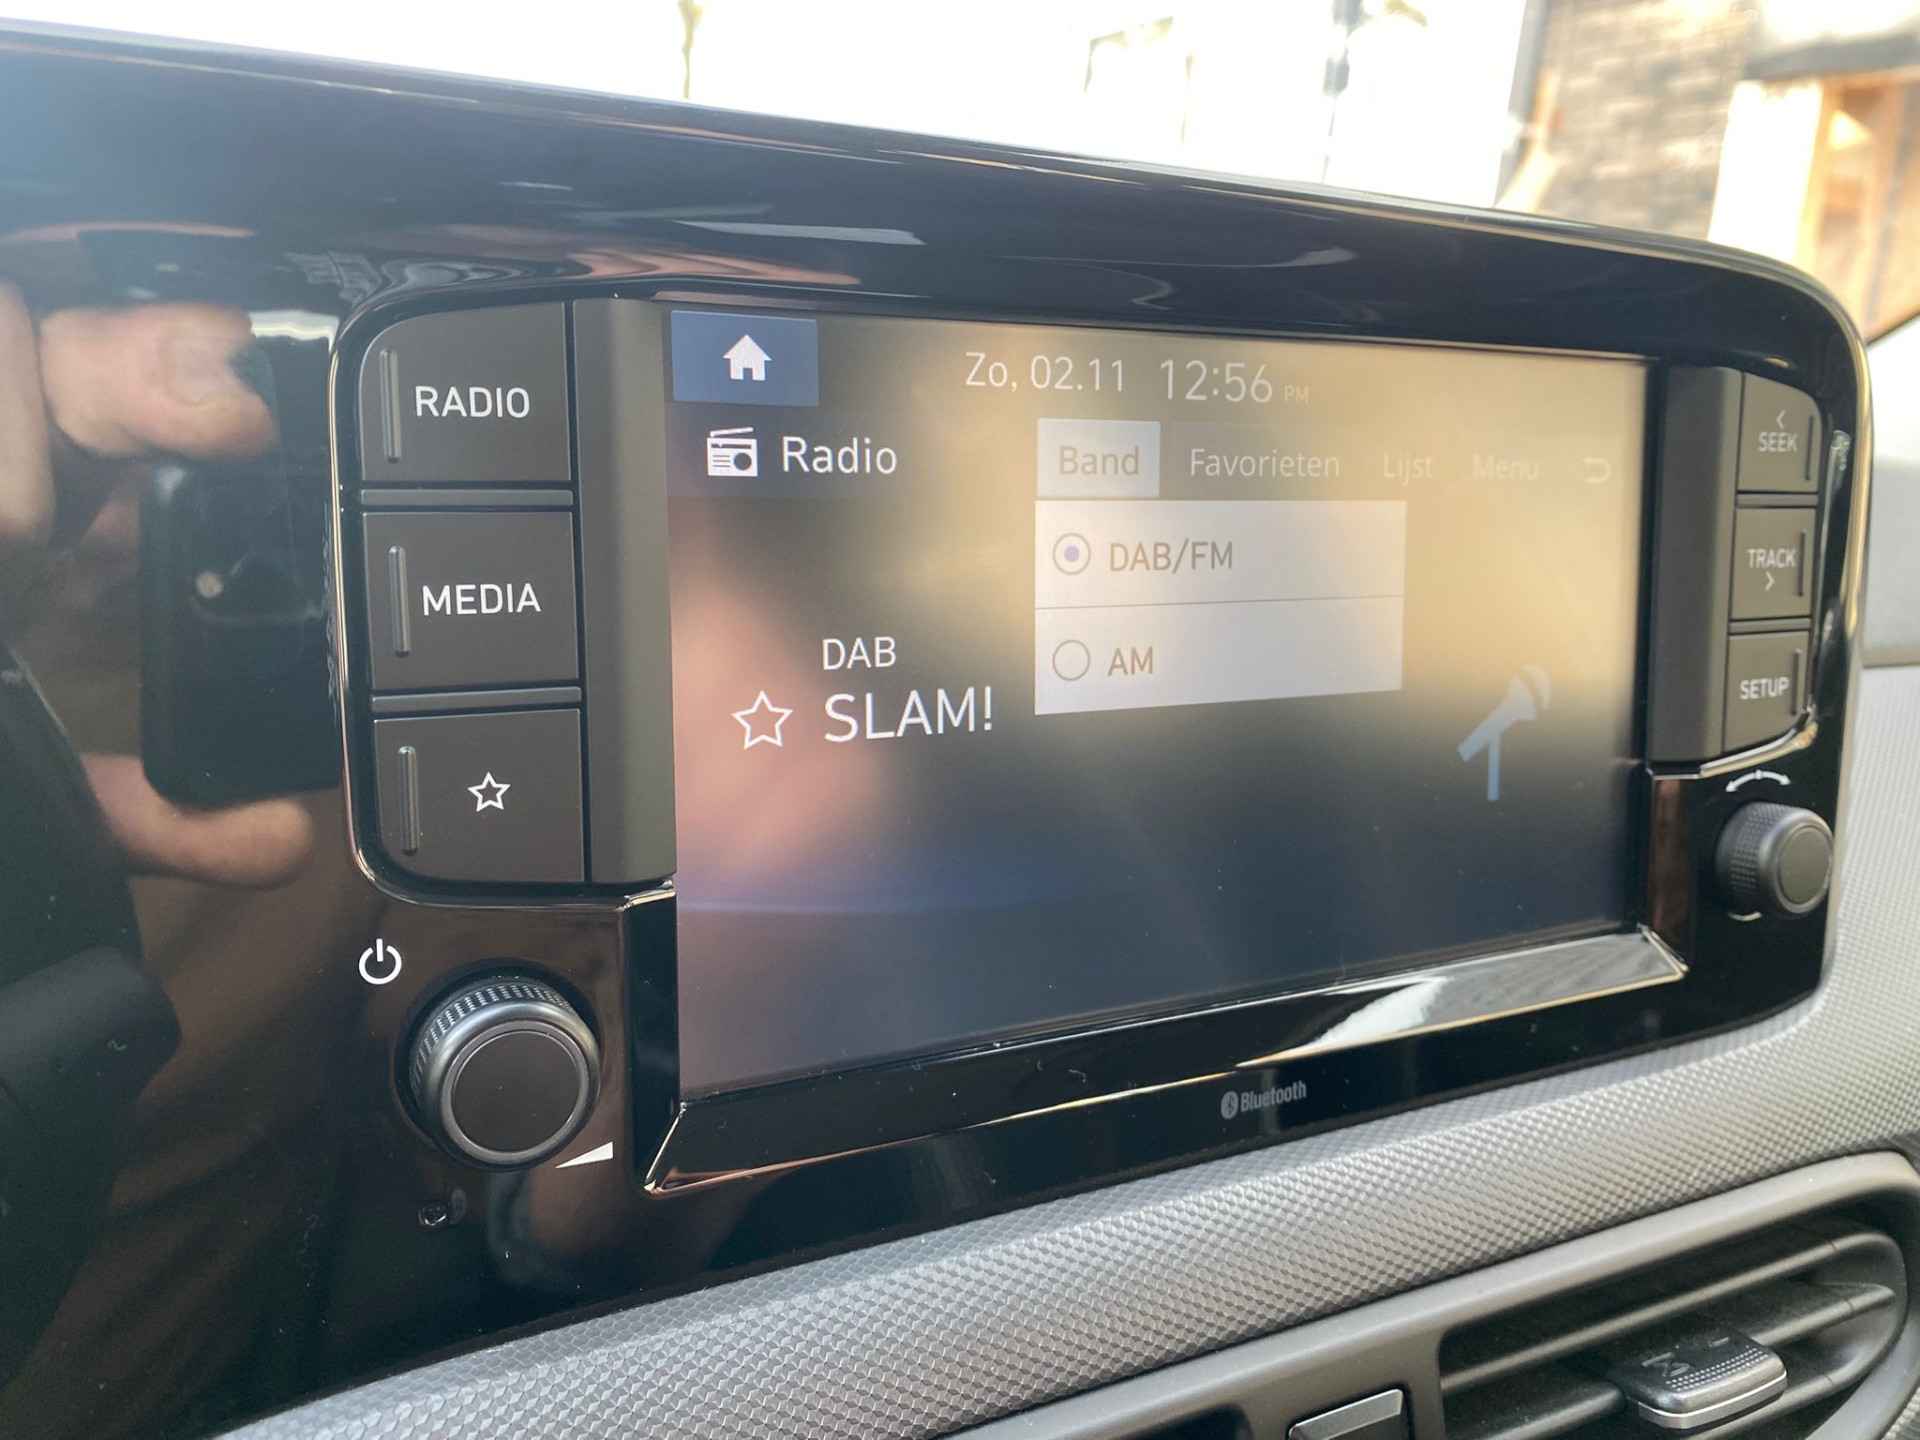 RADIO
MEDIA
Zo, 02.11 12:56 PM
Radio
Band Favorieten Lijst Menu
DAB/FM
AM
DAB
SLAM!
< SEEK
TRACK >
SETUP
Bluetooth